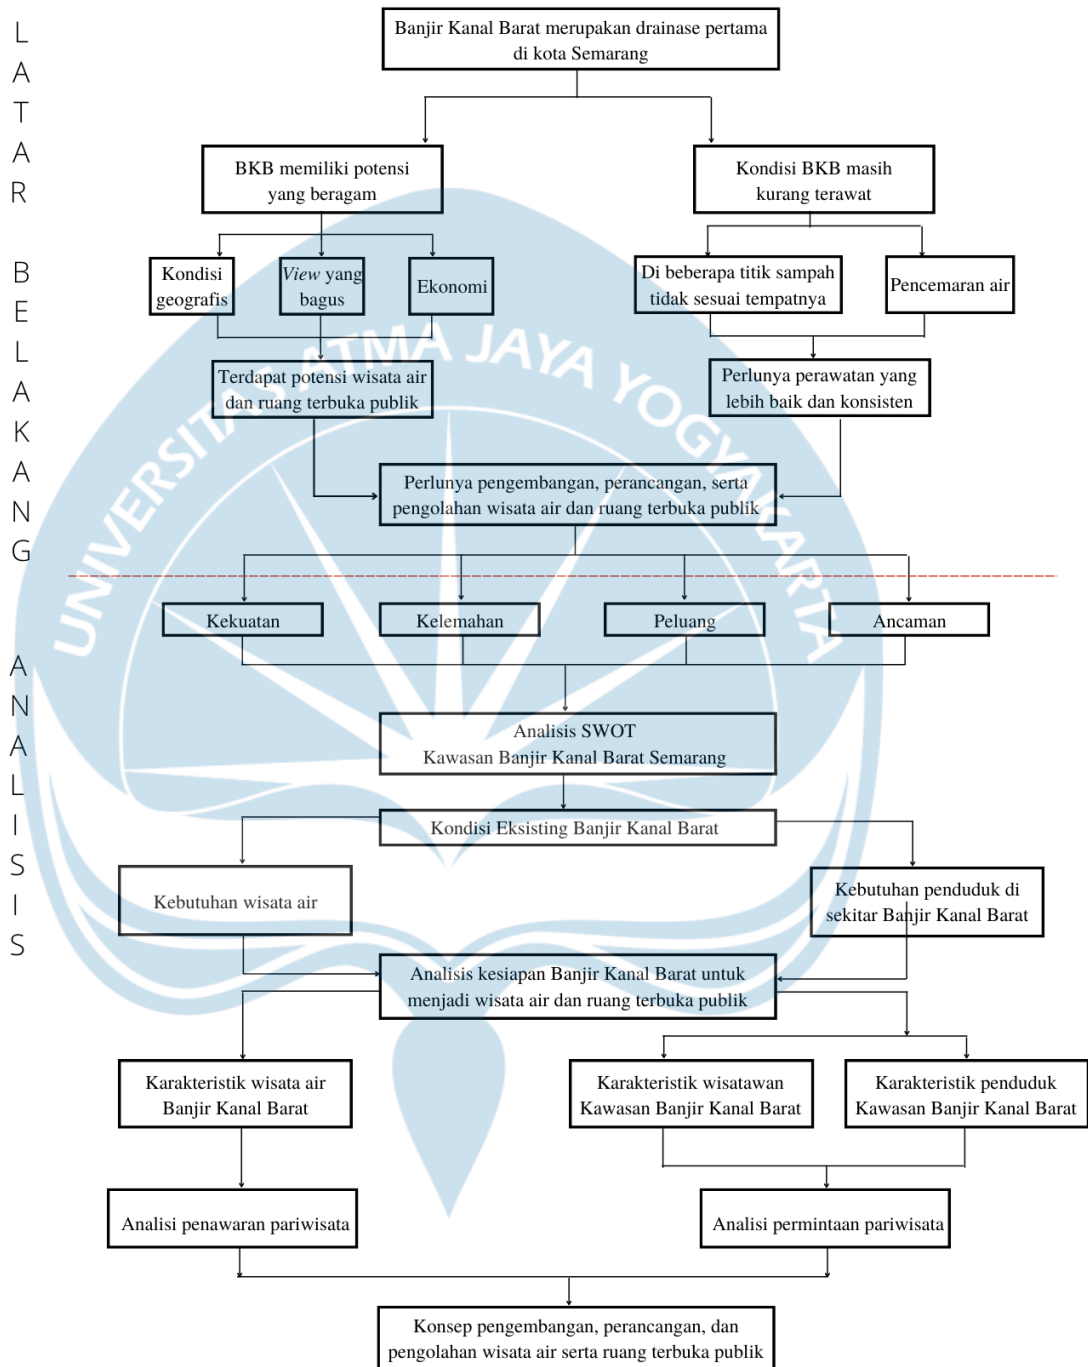 LATAR BELAKANG
Banjir Kanal Barat merupakan drainase pertama
di kota Semarang
BKB memiliki potensi
yang beragam
Kondisi BKB masih
kurang terawat
Kondisi
geografis
View yang
bagus
Ekonomi
Di beberapa titik sampah
tidak sesuai tempatnya
Pencemaran air
Terdapat potensi wisata air
dan ruang terbuka publik
Perlunya perawatan yang
lebih baik dan konsisten
UNIVERSITAS ATMA JAYA YOGYAKARTA
Perlunya pengembangan, perancangan, serta
pengolahan wisata air dan ruang terbuka publik
ANALISIS
Kekuatan
Kelemahan
Peluang
Ancaman
Analisis SWOT
Kawasan Banjir Kanal Barat Semarang
Kondisi Eksisting Banjir Kanal Barat
Kebutuhan wisata air
Kebutuhan penduduk di
sekitar Banjir Kanal Barat
Analisis kesiapan Banjir Kanal Barat untuk
menjadi wisata air dan ruang terbuka publik
Karakteristik wisata air
Banjir Kanal Barat
Karakteristik wisatawan
Kawasan Banjir Kanal Barat
Karakteristik penduduk
Kawasan Banjir Kanal Barat
Analisi penawaran pariwisata
Analisi permintaan pariwisata
Konsep pengembangan, perancangan, dan
pengolahan wisata air serta ruang terbuka publik